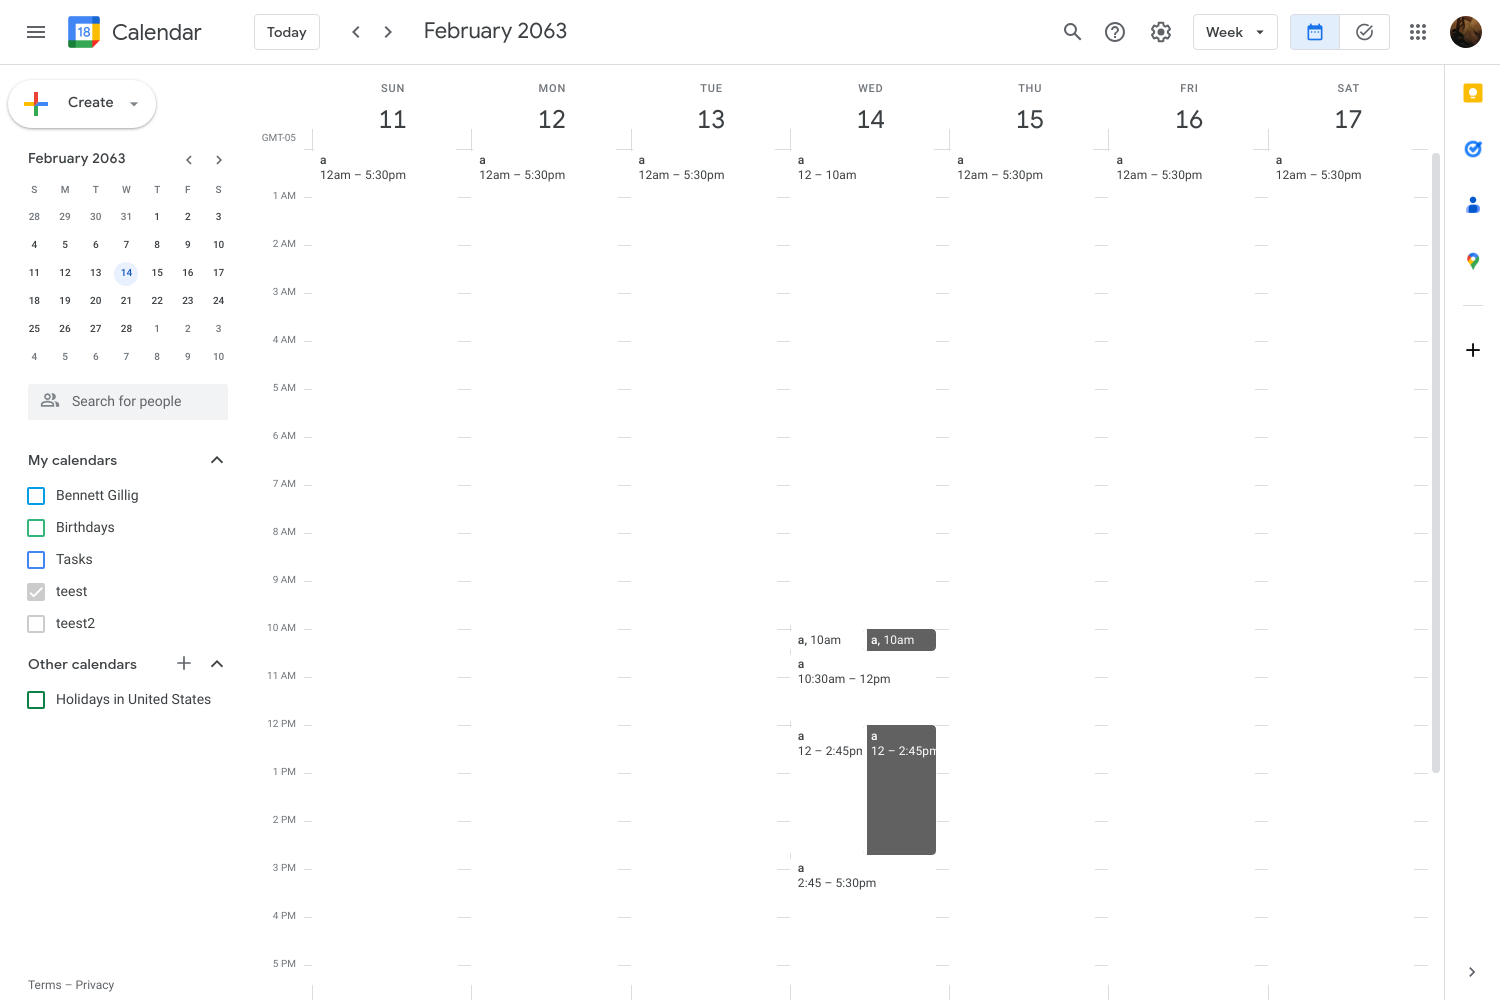 18
Calendar
Today
February 2063
Week
Create
February 2063
S M T W T F S
28 29 30 31 1 2 3
4 5 6 7 8 9 10
11 12 13 14 15 16 17
18 19 20 21 22 23 24
25 26 27 28 1 2 3
4 5 6 7 8 9 10
Search for people
My calendars
Bennett Gillig
Birthdays
Tasks
teest
teest2
Other calendars
Holidays in United States
Terms – Privacy
SUN MON TUE WED THU FRI SAT
11 12 13 14 15 16 17
GMT-05
a a a a a a a
12am – 5:30pm 12am – 5:30pm 12am – 5:30pm 12 – 10am 12am – 5:30pm 12am – 5:30pm 12am – 5:30pm
1 AM
2 AM
3 AM
4 AM
5 AM
6 AM
7 AM
8 AM
9 AM
10 AM
a, 10am a, 10am
a
11 AM
10:30am – 12pm
12 PM
a a
12 – 2:45pm 12 – 2:45pm
1 PM
2 PM
3 PM
a
2:45 – 5:30pm
4 PM
5 PM